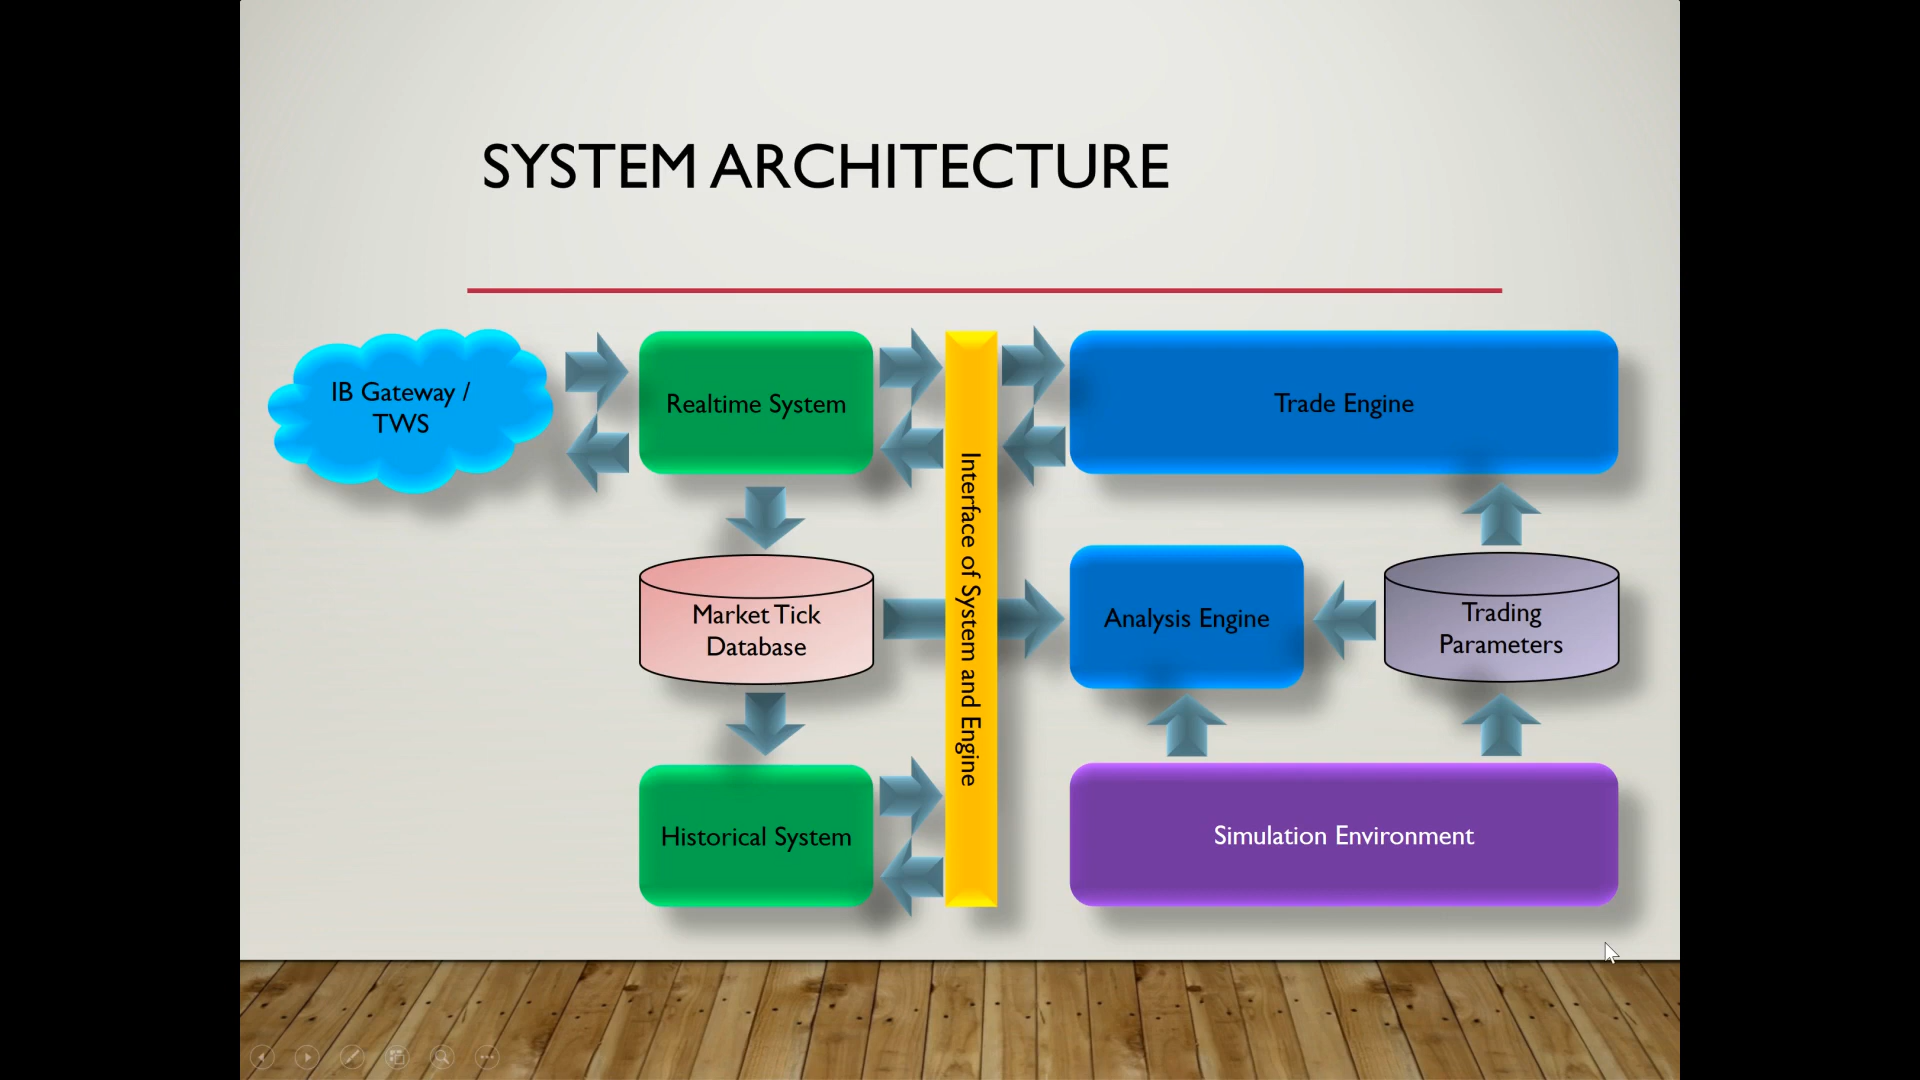 SYSTEM ARCHITECTURE
IB Gateway /
TWS
Realtime System
Trade Engine
Interface of System and Engine
Market Tick
Database
Analysis Engine
Trading
Parameters
Historical System
Simulation Environment